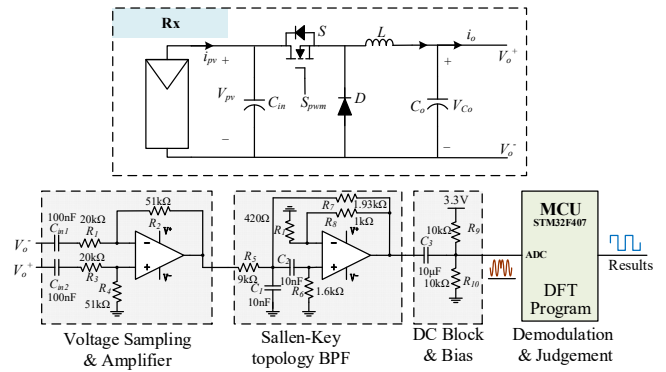 Rx
S
L
i_o
V_o^+
i_pv
+
+
V_pv
C_in
S_pwm
D
C_o
V_Co
−
−
V_o^-
51kΩ
R_2
100nF
20kΩ
C_in1
R_1
V^+
V_o^-
−
20kΩ
V_o^+
+
R_3
V^-
C_in2
R_4
100nF
51kΩ
R_7
1.93kΩ
420Ω
R_8
1kΩ
V^+
−
R_5
C_2
+
9kΩ
10nF
V^-
C_1
R_6
1.6kΩ
10nF
3.3V
10kΩ
R_9
C_3
10μF
10kΩ
R_10
MCU
STM32F407
ADC
DFT
Program
Results
Voltage Sampling
& Amplifier
Sallen-Key
topology BPF
DC Block
& Bias
Demodulation
& Judgement